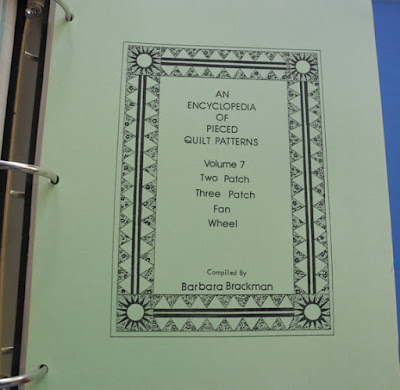 AN
ENCYCLOPEDIA
OF
PIECED
QUILT PATTERNS
Volume 7
Two Patch
Three Patch
Fan
Wheel
Compiled By
Barbara Brackman